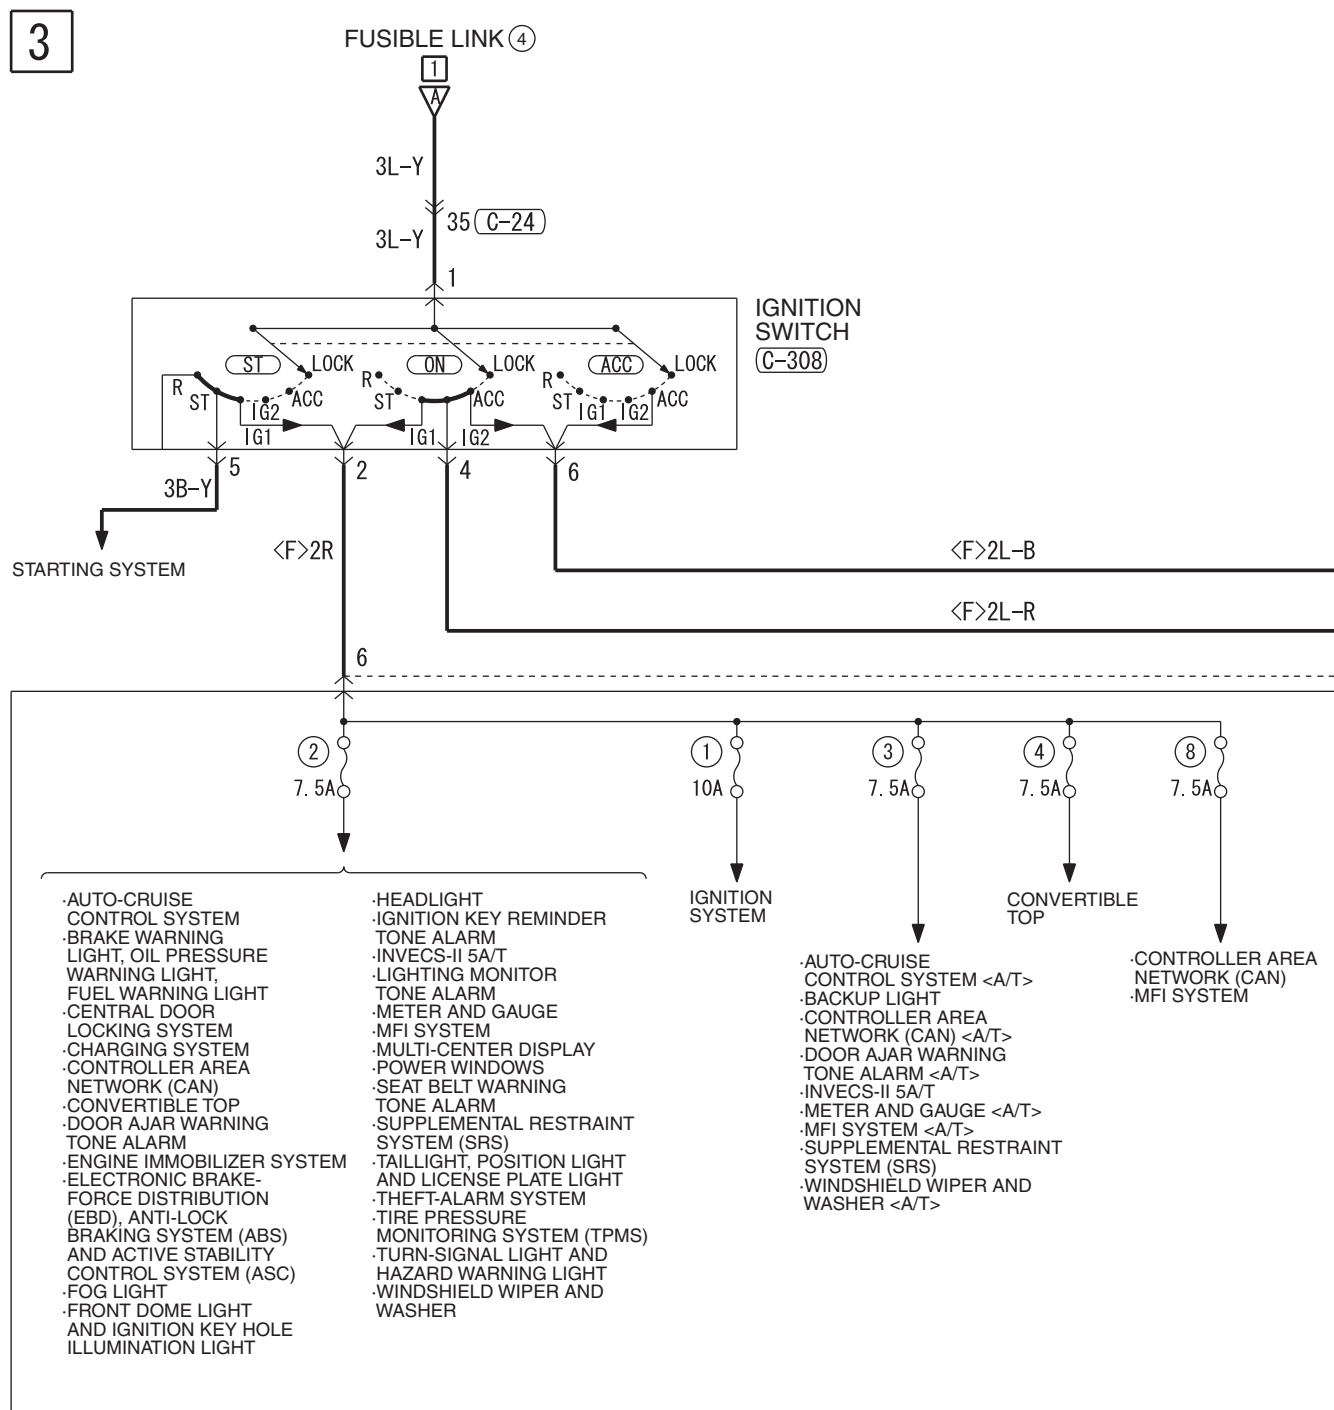 3
FUSIBLE LINK 4
1
A
3L-Y
35 C-24
3L-Y
1
IGNITION
SWITCH
C-308
ST LOCK ON LOCK ACC LOCK
R R R
ST IG2 ACC ST ACC ST IG1 IG2 ACC
IG1 IG1 IG2
5 2 4 6
3B-Y
STARTING SYSTEM
<F>2R
<F>2L-B
<F>2L-R
6
2 1 3 4 8
7.5A 10A 7.5A 7.5A 7.5A
·AUTO-CRUISE
CONTROL SYSTEM
·BRAKE WARNING
LIGHT, OIL PRESSURE
WARNING LIGHT,
FUEL WARNING LIGHT
·CENTRAL DOOR
LOCKING SYSTEM
·CHARGING SYSTEM
·CONTROLLER AREA
NETWORK (CAN)
·CONVERTIBLE TOP
·DOOR AJAR WARNING
TONE ALARM
·ENGINE IMMOBILIZER SYSTEM
·ELECTRONIC BRAKE-
FORCE DISTRIBUTION
(EBD), ANTI-LOCK
BRAKING SYSTEM (ABS)
AND ACTIVE STABILITY
CONTROL SYSTEM (ASC)
·FOG LIGHT
·FRONT DOME LIGHT
AND IGNITION KEY HOLE
ILLUMINATION LIGHT
·HEADLIGHT
·IGNITION KEY REMINDER
TONE ALARM
·INVECS-II 5A/T
·LIGHTING MONITOR
TONE ALARM
·METER AND GAUGE
·MFI SYSTEM
·MULTI-CENTER DISPLAY
·POWER WINDOWS
·SEAT BELT WARNING
TONE ALARM
·SUPPLEMENTAL RESTRAINT
SYSTEM (SRS)
·TAILLIGHT, POSITION LIGHT
AND LICENSE PLATE LIGHT
·THEFT-ALARM SYSTEM
·TIRE PRESSURE
MONITORING SYSTEM (TPMS)
·TURN-SIGNAL LIGHT AND
HAZARD WARNING LIGHT
·WINDSHIELD WIPER AND
WASHER
IGNITION
SYSTEM
·AUTO-CRUISE
CONTROL SYSTEM <A/T>
·BACKUP LIGHT
·CONTROLLER AREA
NETWORK (CAN) <A/T>
·DOOR AJAR WARNING
TONE ALARM <A/T>
·INVECS-II 5A/T
·METER AND GAUGE <A/T>
·MFI SYSTEM <A/T>
·SUPPLEMENTAL RESTRAINT
SYSTEM (SRS)
·WINDSHIELD WIPER AND
WASHER <A/T>
CONVERTIBLE
TOP
·CONTROLLER AREA
NETWORK (CAN)
·MFI SYSTEM